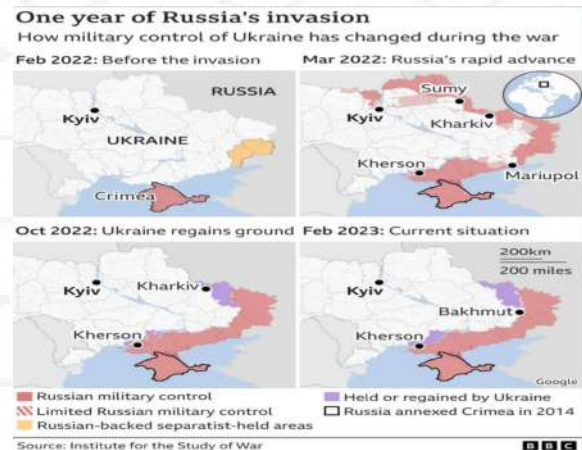 One year of Russia's invasion
How military control of Ukraine has changed during the war
Feb 2022: Before the invasion
RUSSIA
Kyiv
UKRAINE
Crimea
Mar 2022: Russia's rapid advance
Sumy
Kyiv
Kharkiv
Kherson
Mariupol
Oct 2022: Ukraine regains ground
Kyiv
Kharkiv
Kherson
Feb 2023: Current situation
200km
200 miles
Kyiv
Bakhmut
Kherson
Google
Russian military control
Limited Russian military control
Russian-backed separatist-held areas
Held or regained by Ukraine
Russia annexed Crimea in 2014
Source: Institute for the Study of War
BBC